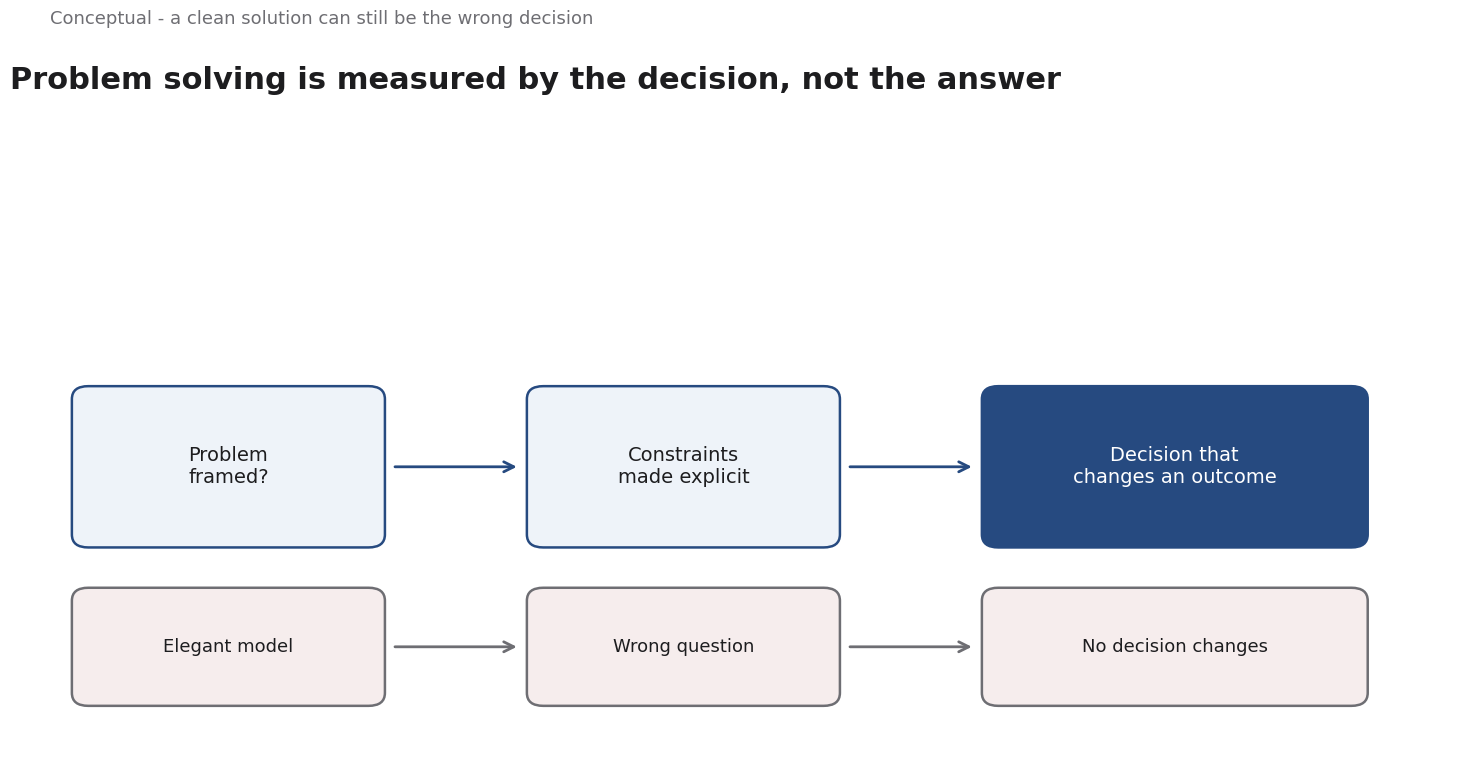 Conceptual - a clean solution can still be the wrong decision
Problem solving is measured by the decision, not the answer
Problem
framed?
Constraints
made explicit
Decision that
changes an outcome
Elegant model
Wrong question
No decision changes